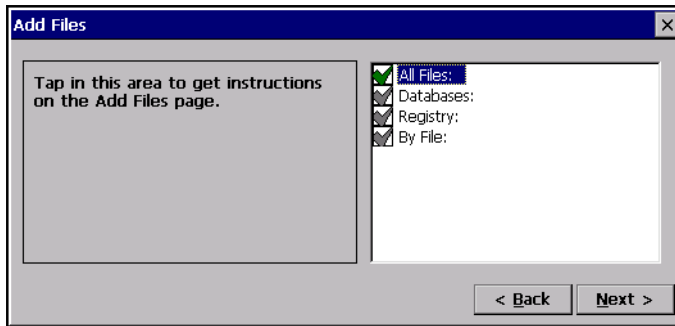 Add Files
Tap in this area to get instructions
on the Add Files page.
All Files:
Databases:
Registry:
By File:
< Back
Next >